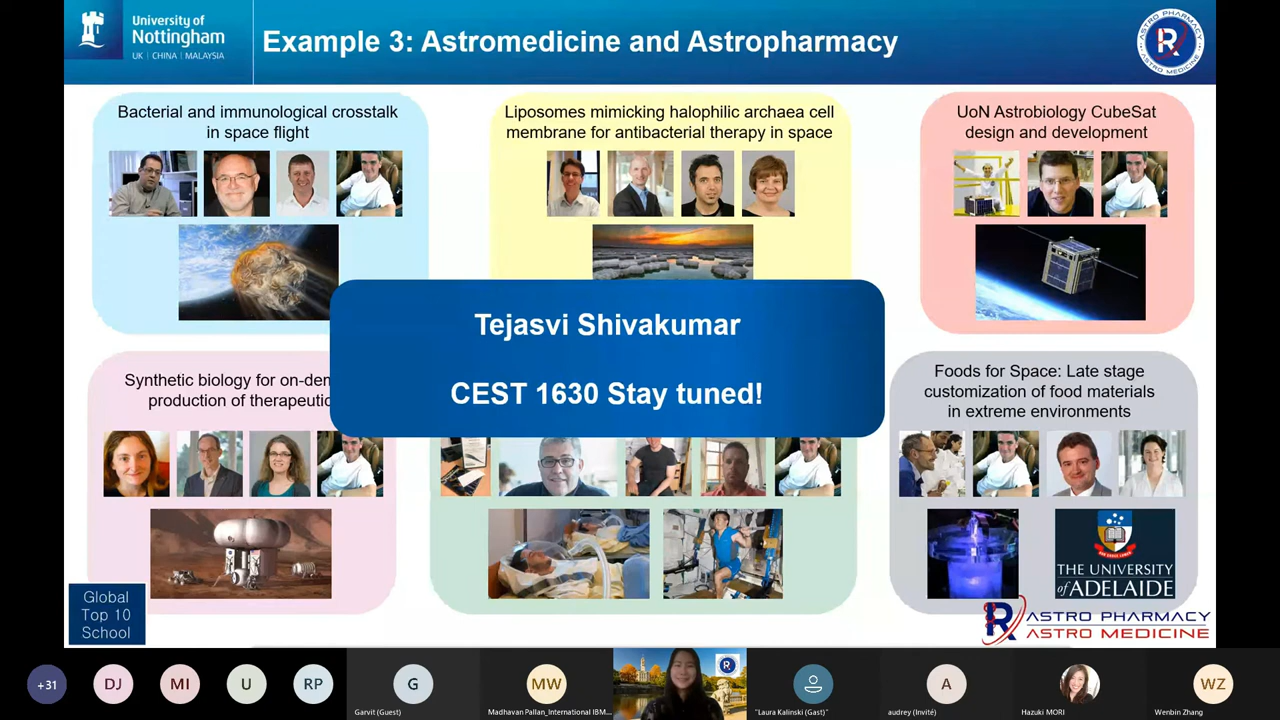 University of
Nottingham
UK | CHINA | MALAYSIA
Example 3: Astromedicine and Astropharmacy
ASTRO PHARMACY
R
ASTRO MEDICINE
Bacterial and immunological crosstalk
in space flight
Liposomes mimicking halophilic archaea cell
membrane for antibacterial therapy in space
UoN Astrobiology CubeSat
design and development
Tejasvi Shivakumar
CEST 1630 Stay tuned!
Synthetic biology for
production of
Foods for Space: Late stage
customization of food materials
in extreme environments
THE UNIVERSITY
of ADELAIDE
Global
Top 10
School
R
ASTRO PHARMACY
ASTRO MEDICINE
+31
DJ
MI
U
RP
G
Garvit (Guest)
MW
Madhavan Pallan_International IBM...
R
"Laura Kalinski (Gast)"
A
audrey (Invité)
Hazuki MORI
WZ
Wenbin Zhang